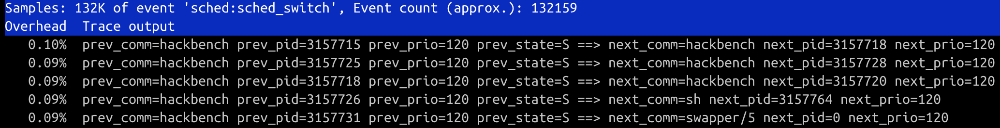 Samples: 132K of event 'sched:sched_switch', Event count (approx.): 132159
Overhead  Trace output
   0.10%  prev_comm=hackbench prev_pid=3157715 prev_prio=120 prev_state=S ==> next_comm=hackbench next_pid=3157718 next_prio=120
   0.09%  prev_comm=hackbench prev_pid=3157725 prev_prio=120 prev_state=S ==> next_comm=hackbench next_pid=3157728 next_prio=120
   0.09%  prev_comm=hackbench prev_pid=3157718 prev_prio=120 prev_state=S ==> next_comm=hackbench next_pid=3157720 next_prio=120
   0.09%  prev_comm=hackbench prev_pid=3157726 prev_prio=120 prev_state=S ==> next_comm=sh next_pid=3157764 next_prio=120
   0.09%  prev_comm=hackbench prev_pid=3157731 prev_prio=120 prev_state=S ==> next_comm=swapper/5 next_pid=0 next_prio=120